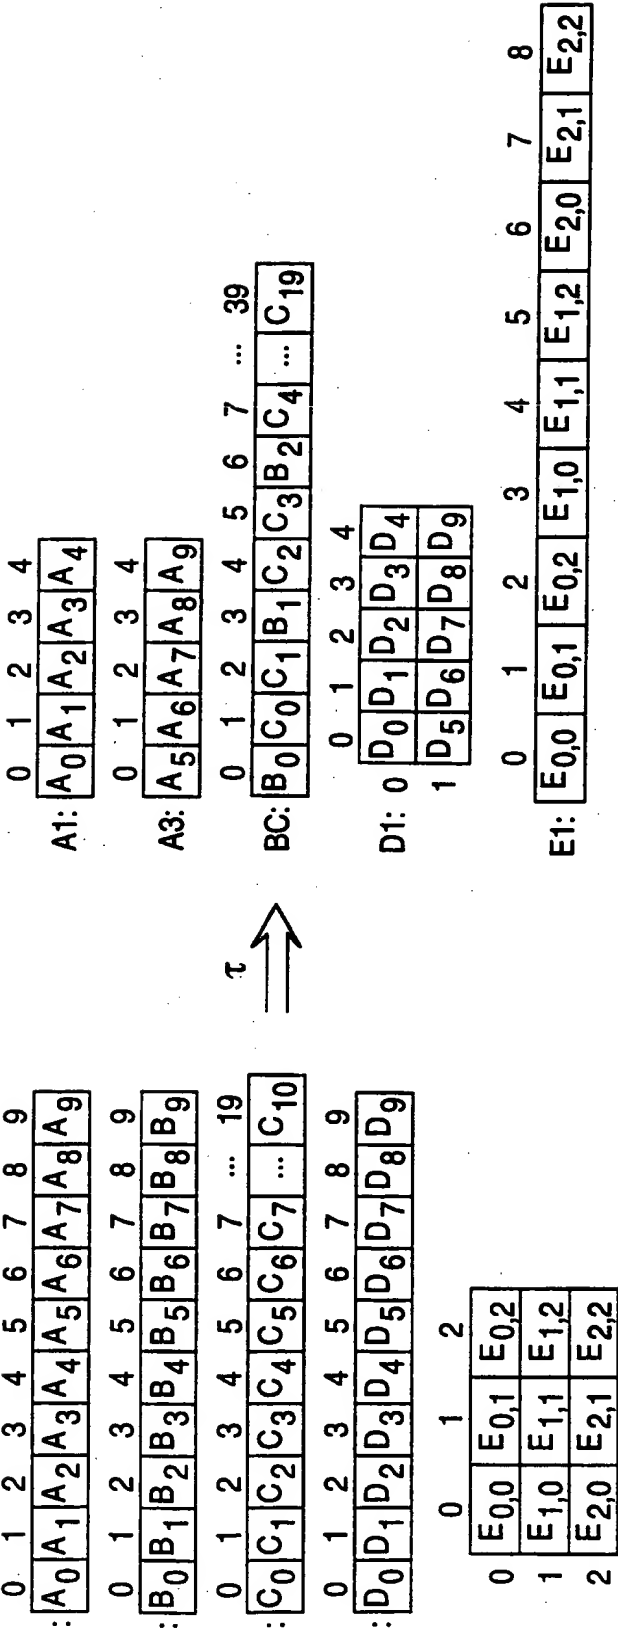 0 1 2 3 4 5 6 7 8 9
: A0 A1 A2 A3 A4 A5 A6 A7 A8 A9
0 1 2 3 4 5 6 7 8 9
: B0 B1 B2 B3 B4 B5 B6 B7 B8 B9
0 1 2 3 4 5 6 7 ... 19
: C0 C1 C2 C3 C4 C5 C6 C7 ... C10
0 1 2 3 4 5 6 7 8 9
: D0 D1 D2 D3 D4 D5 D6 D7 D8 D9
0 1 2
0 E0,0 E0,1 E0,2
1 E1,0 E1,1 E1,2
2 E2,0 E2,1 E2,2
τ
0 1 2 3 4
A1: A0 A1 A2 A3 A4
0 1 2 3 4
A3: A5 A6 A7 A8 A9
0 1 2 3 4 5 6 7 ... 39
BC: B0 C0 C1 B1 C2 C3 B2 C4 ... C19
0 1 2 3 4
D1: 0 D0 D1 D2 D3 D4
1 D5 D6 D7 D8 D9
0 1 2 3 4 5 6 7 8
E1: E0,0 E0,1 E0,2 E1,0 E1,1 E1,2 E2,0 E2,1 E2,2